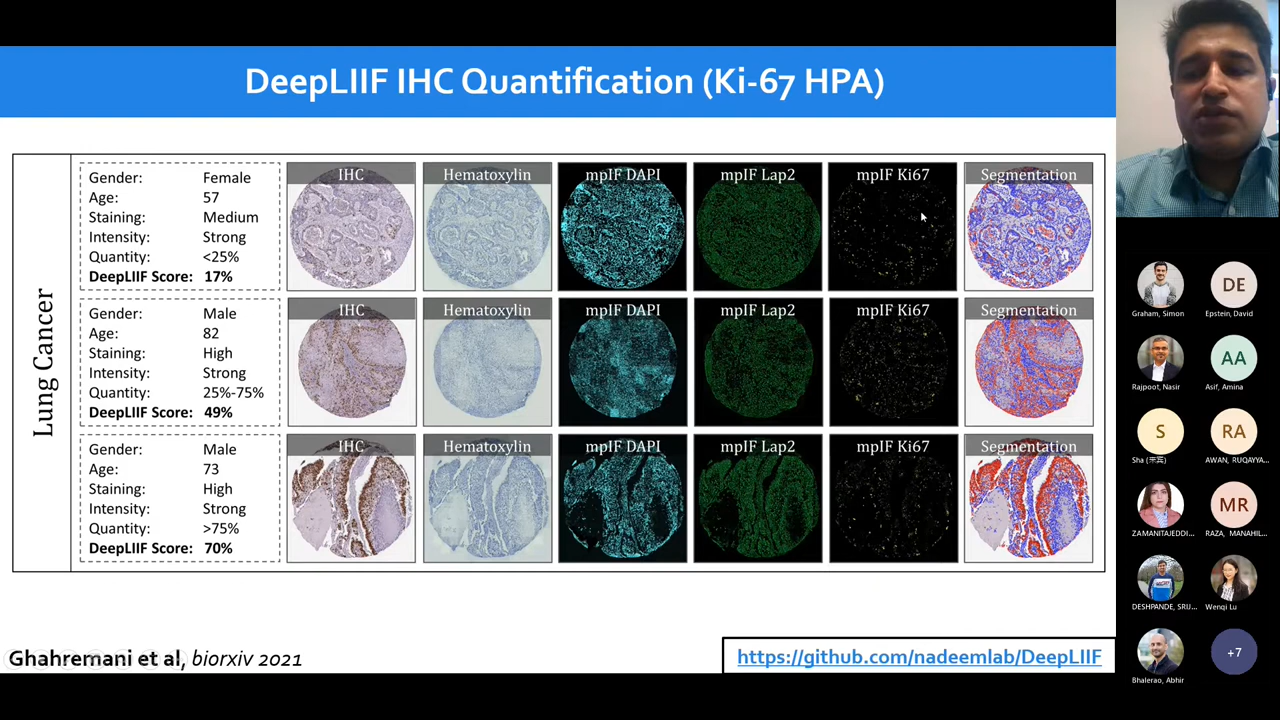 DeepLIIF IHC Quantification (Ki-67 HPA)
Lung Cancer
Gender: Female
Age: 57
Staining: Medium
Intensity: Strong
Quantity: <25%
DeepLIIF Score: 17%
IHC
Hematoxylin
mpIF DAPI
mpIF Lap2
mpIF Ki67
Segmentation
Gender: Male
Age: 82
Staining: High
Intensity: Strong
Quantity: 25%-75%
DeepLIIF Score: 49%
IHC
Hematoxylin
mpIF DAPI
mpIF Lap2
mpIF Ki67
Segmentation
Gender: Male
Age: 73
Staining: High
Intensity: Strong
Quantity: >75%
DeepLIIF Score: 70%
IHC
Hematoxylin
mpIF DAPI
mpIF Lap2
mpIF Ki67
Segmentation
Ghahremani et al, biorxiv 2021
https://github.com/nadeemlab/DeepLIIF
Graham, Simon
DE
Epstein, David
Rajpoot, Nasir
AA
Asif, Amina
S
Sha
RA
AWAN, RUQAYYA...
ZAMANITAJEDDI...
MR
RAZA, MANAHIL...
DESHPANDE, SRIJ...
Wenqi Lu
Bhalerao, Abhir
+7